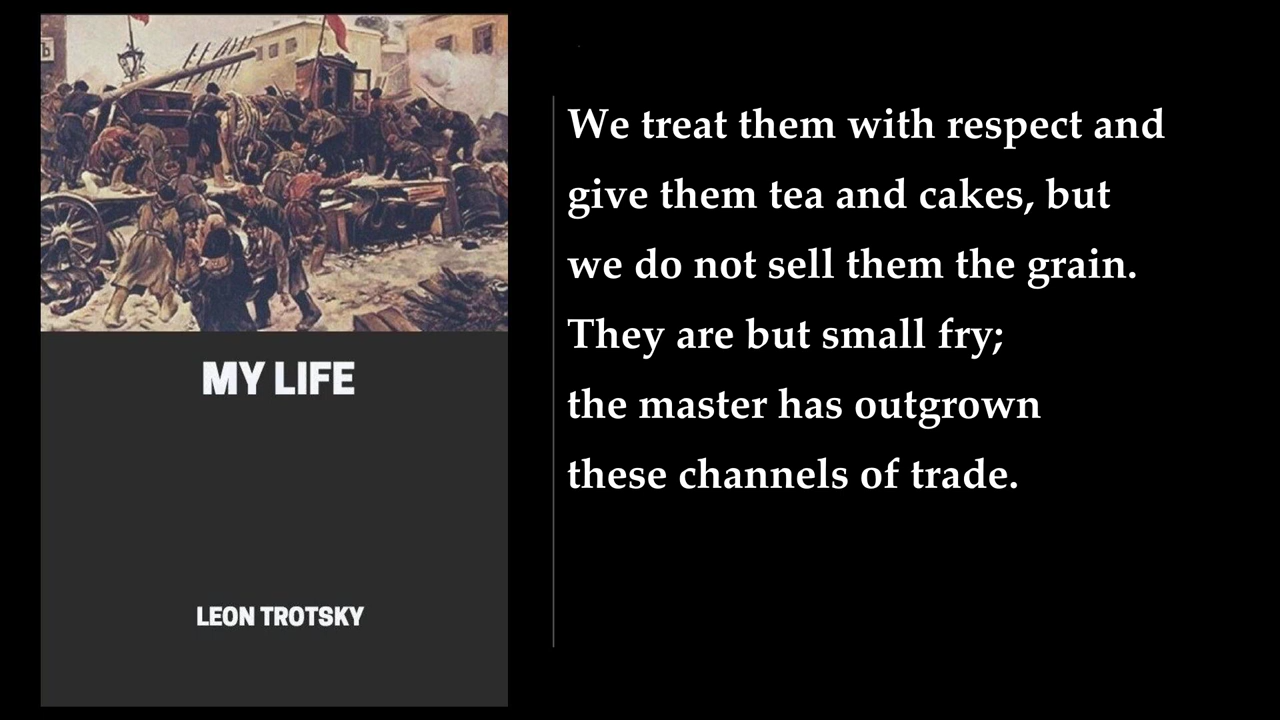 MY LIFE
LEON TROTSKY
We treat them with respect and
give them tea and cakes, but
we do not sell them the grain.
They are but small fry;
the master has outgrown
these channels of trade.